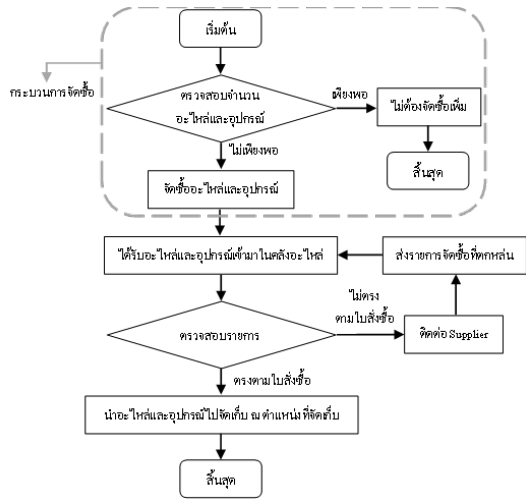 เริ่มต้น
กระบวนการจัดซื้อ
ตรวจสอบจำนวน
อะไหล่และอุปกรณ์
เพียงพอ
ไม่ต้องจัดซื้อเพิ่ม
ไม่เพียงพอ
สิ้นสุด
จัดซื้ออะไหล่และอุปกรณ์
ได้รับอะไหล่และอุปกรณ์เข้ามาในคลังอะไหล่
ส่งรายการจัดซื้อที่ตกหล่น
ไม่ตรง
ตามใบสั่งซื้อ
ตรวจสอบรายการ
ติดต่อ Supplier
ตรงตามใบสั่งซื้อ
นำอะไหล่และอุปกรณ์ไปจัดเก็บ ณ ตำแหน่งที่จัดเก็บ
สิ้นสุด